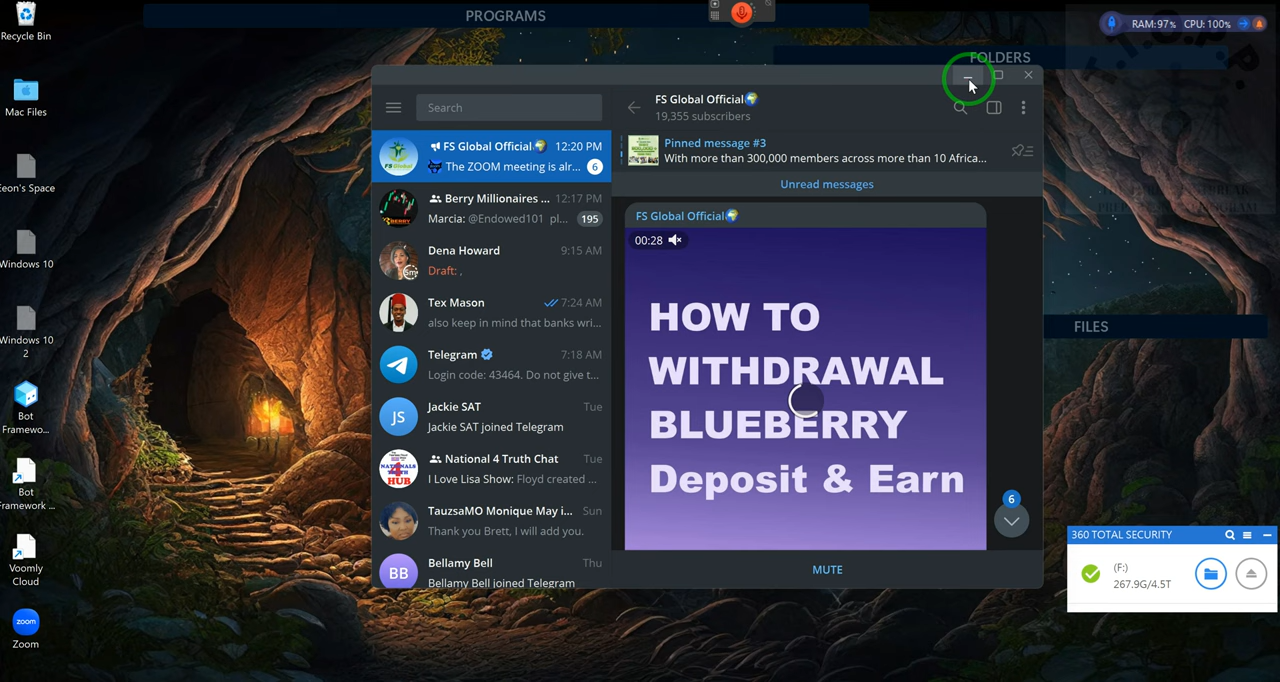 PROGRAMS
RAM:97% CPU: 100%
FOLDERS
FILES
Recycle Bin
Mac Files
eon's Space
Windows 10
Windows 10
2
Bot
Framewo...
Bot
Framework ...
Voomly
Cloud
zoom
Zoom
Search
FS Global
FS Global Official 12:20 PM
The ZOOM meeting is alr... 6
BERRY
Berry Millionaires ... 12:17 PM
Marcia: @Endowed101 pl... 195
Dena Howard 9:15 AM
Draft: ,
Tex Mason 7:24 AM
also keep in mind that banks wri...
Telegram 7:18 AM
Login code: 43464. Do not give t...
JS
Jackie SAT Tue
Jackie SAT joined Telegram
HUB
National 4 Truth Chat Tue
I Love Lisa Show: Floyd created ...
TauzsaMO Monique May i... Sun
Thank you Brett, I will add you.
BB
Bellamy Bell Thu
Bellamy Bell joined Telegram
FS Global Official
19,355 subscribers
Pinned message #3
With more than 300,000 members across more than 10 Africa...
Unread messages
FS Global Official
00:28
HOW TO
WITHDRAWAL
BLUEBERRY
Deposit & Earn
6
MUTE
360 TOTAL SECURITY
(F:)
267.9G/4.5T